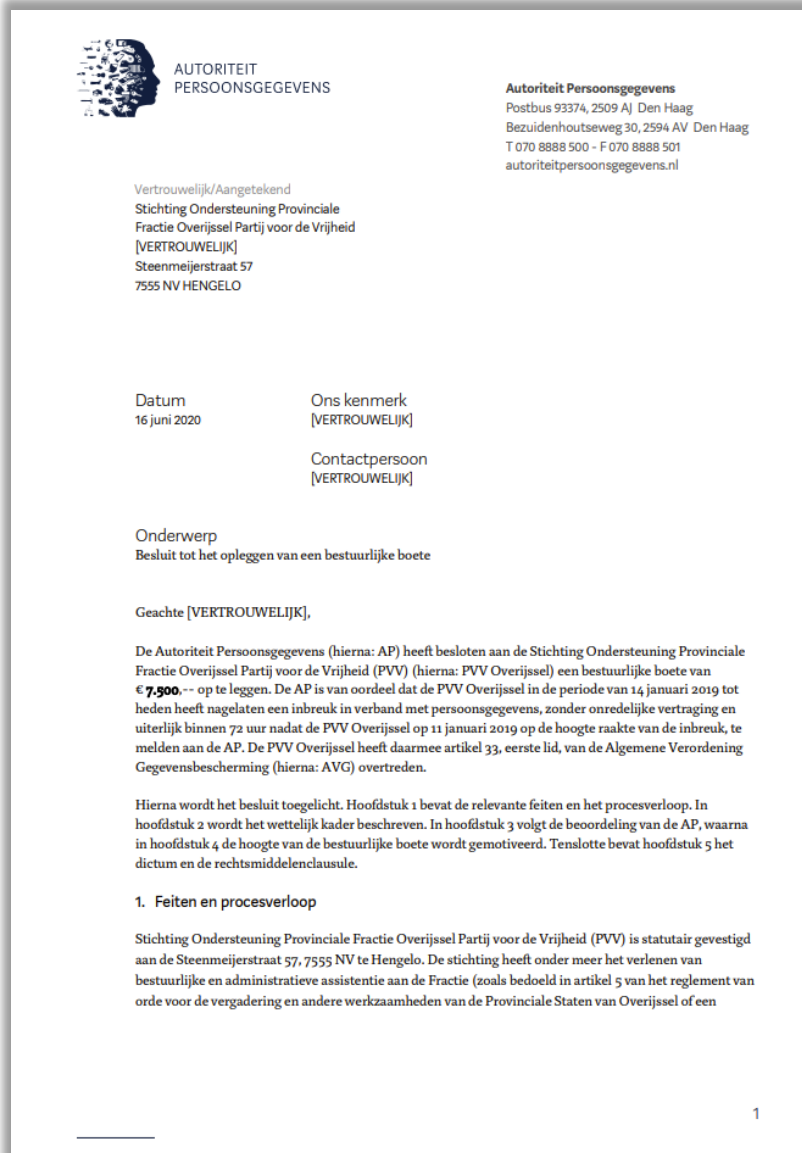 AUTORITEIT
PERSOONSGEGEVENS
Autoriteit Persoonsgegevens
Postbus 93374, 2509 AJ Den Haag
Bezuidenhoutseweg 30, 2594 AV Den Haag
T 070 8888 500 - F 070 8888 501
autoriteitpersoonsgegevens.nl
Vertrouwelijk/Aangetekend
Stichting Ondersteuning Provinciale
Fractie Overijssel Partij voor de Vrijheid
[VERTROUWELIJK]
Steenmeijerstraat 57
7555 NV HENGELO
Datum
16 juni 2020
Ons kenmerk
[VERTROUWELIJK]
Contactpersoon
[VERTROUWELIJK]
Onderwerp
Besluit tot het opleggen van een bestuurlijke boete
Geachte [VERTROUWELIJK],
De Autoriteit Persoonsgegevens (hierna: AP) heeft besloten aan de Stichting Ondersteuning Provinciale
Fractie Overijssel Partij voor de Vrijheid (PVV) (hierna: PVV Overijssel) een bestuurlijke boete van
€ 7.500,-- op te leggen. De AP is van oordeel dat de PVV Overijssel in de periode van 14 januari 2019 tot
heden heeft nagelaten een inbreuk in verband met persoonsgegevens, zonder onredelijke vertraging en
uiterlijk binnen 72 uur nadat de PVV Overijssel op 11 januari 2019 op de hoogte raakte van de inbreuk, te
melden aan de AP. De PVV Overijssel heeft daarmee artikel 33, eerste lid, van de Algemene Verordening
Gegevensbescherming (hierna: AVG) overtreden.
Hierna wordt het besluit toegelicht. Hoofdstuk 1 bevat de relevante feiten en het procesverloop. In
hoofdstuk 2 wordt het wettelijk kader beschreven. In hoofdstuk 3 volgt de beoordeling van de AP, waarna
in hoofdstuk 4 de hoogte van de bestuurlijke boete wordt gemotiveerd. Tenslotte bevat hoofdstuk 5 het
dictum en de rechtsmiddelenclausule.
1. Feiten en procesverloop
Stichting Ondersteuning Provinciale Fractie Overijssel Partij voor de Vrijheid (PVV) is statutair gevestigd
aan de Steenmeijerstraat 57, 7555 NV te Hengelo. De stichting heeft onder meer het verlenen van
bestuurlijke en administratieve assistentie aan de Fractie (zoals bedoeld in artikel 5 van het reglement van
orde voor de vergadering en andere werkzaamheden van de Provinciale Staten van Overijssel of een
1